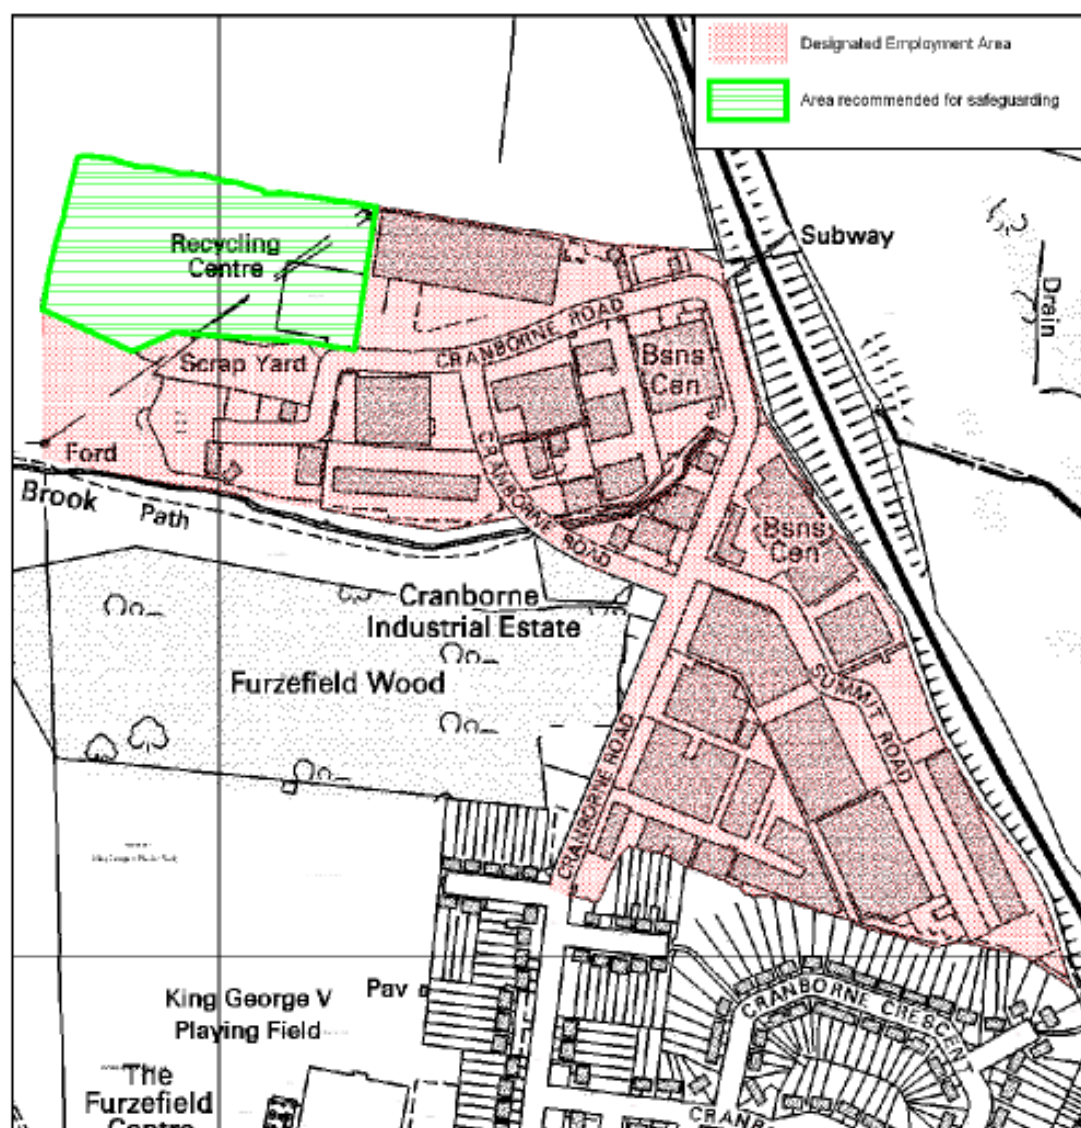 Designated Employment Area
Area recommended for safeguarding
Subway
Recycling
Centre
Drain
CRANBORNE ROAD
Bsns
Cen
Scrap Yard
Ford
Brook
Path
CRANBORNE ROAD
Bsns
Cen
Cranborne
Industrial Estate
Furzefield Wood
SUMMIT ROAD
CRANBORNE ROAD
King George V
Playing Field
Pav
CRANBORNE CRESCENT
The
Furzefield
Centre